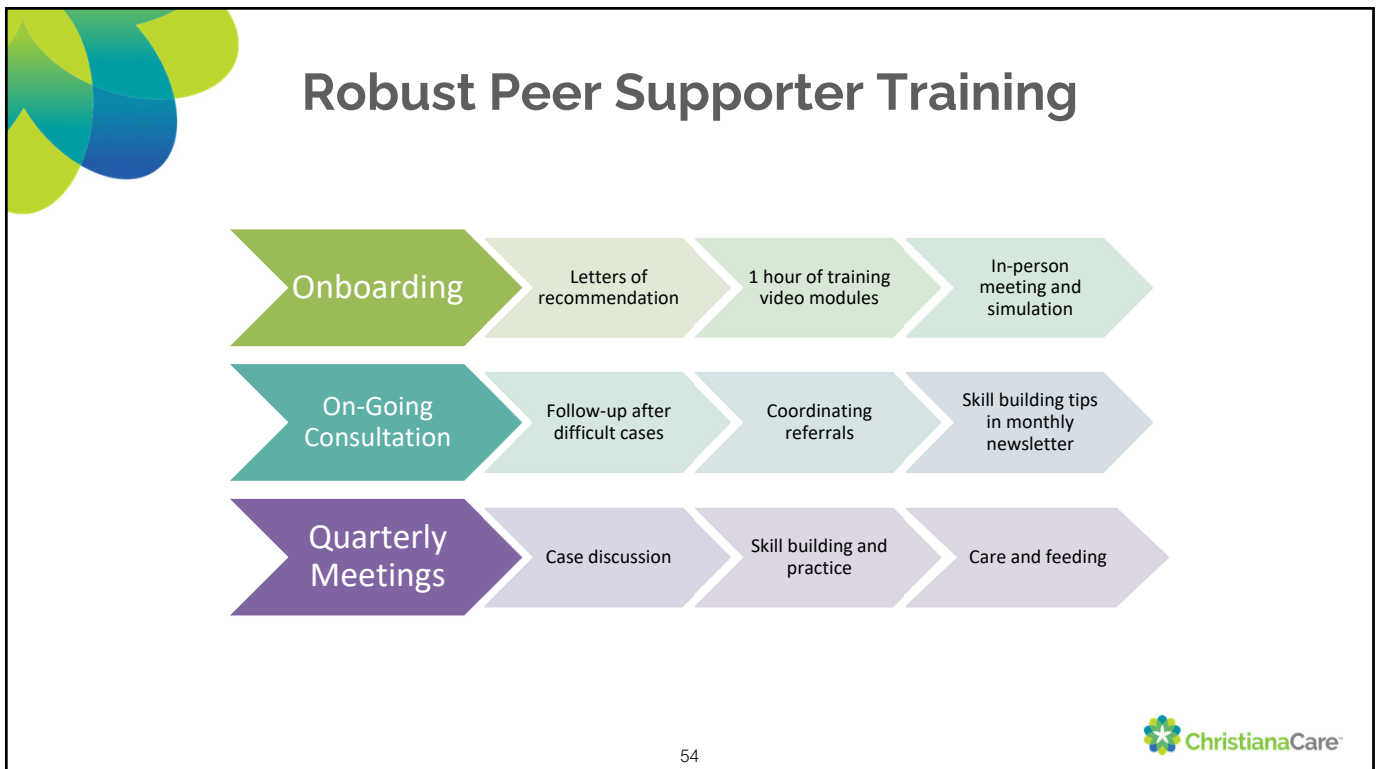 Robust Peer Supporter Training
Onboarding
Letters of
recommendation
1 hour of training
video modules
In-person
meeting and
simulation
On-Going
Consultation
Follow-up after
difficult cases
Coordinating
referrals
Skill building tips
in monthly
newsletter
Quarterly
Meetings
Case discussion
Skill building and
practice
Care and feeding
54
ChristianaCare™